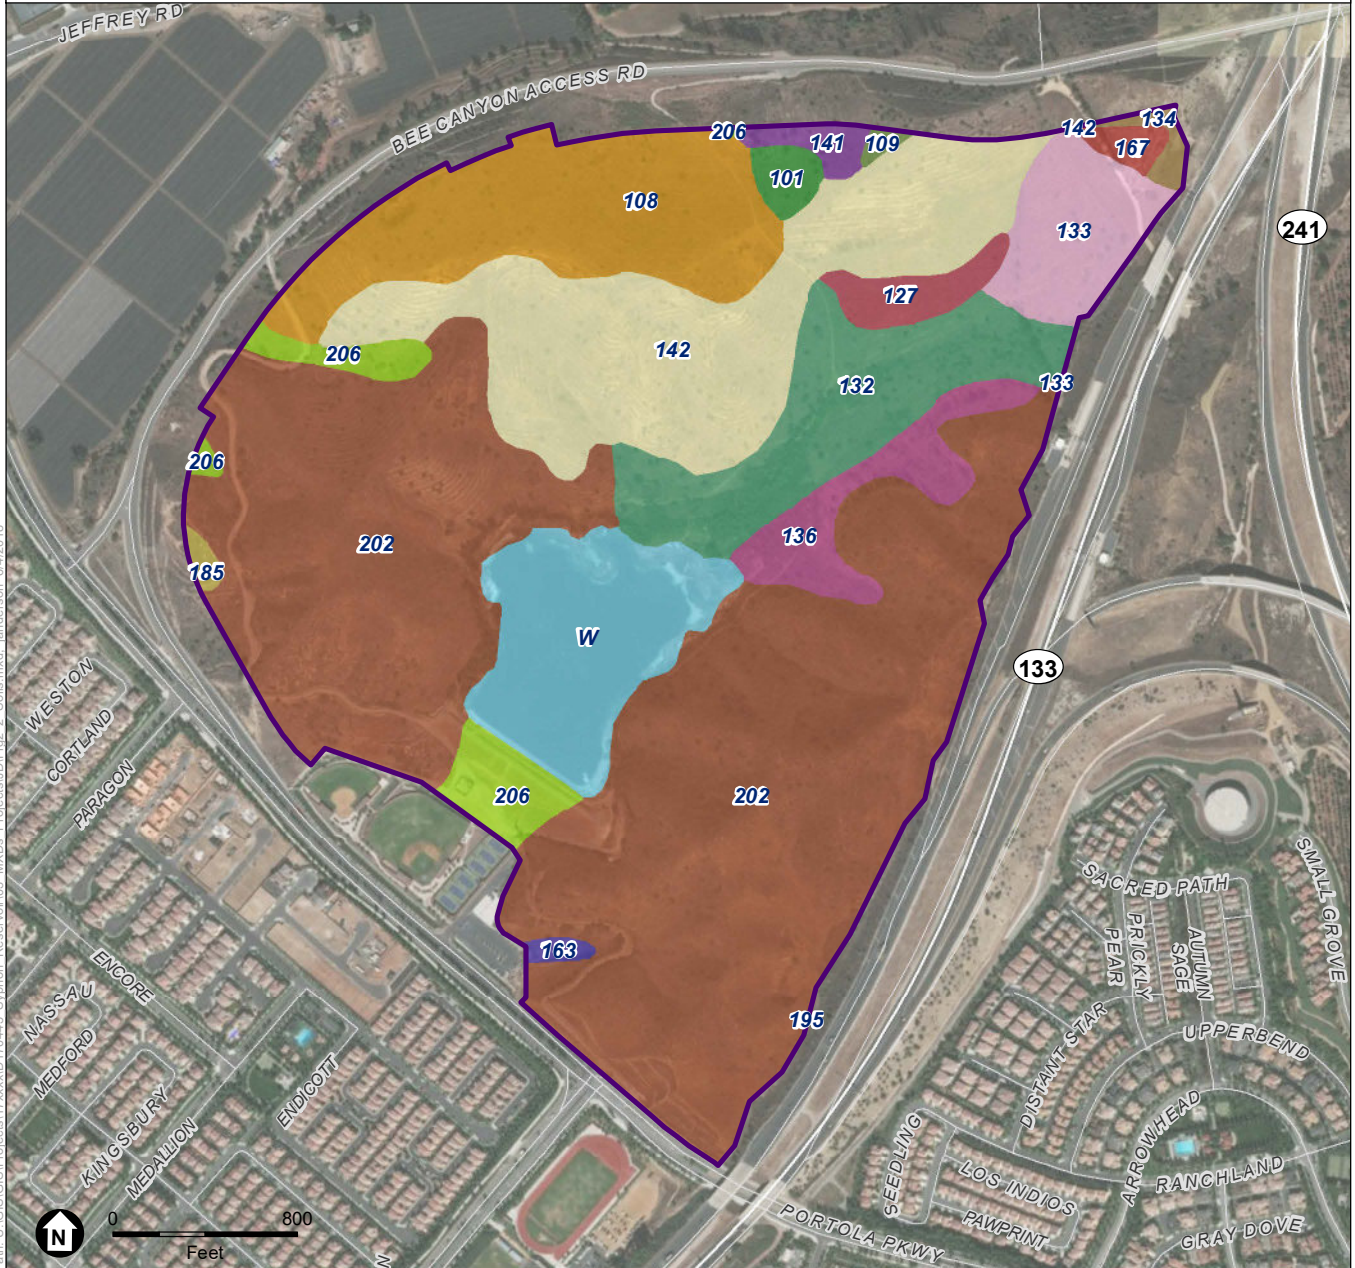 JEFFREY RD
BEE CANYON ACCESS RD
206
141
109
142
134
167
101
108
133
241
127
206
142
132
133
206
202
136
185
W
133
206
202
163
195
WESTON
CORTLAND
PARAGON
ENCORE
NASSAU
MEDFORD
KINGSBURY
MEDALLION
ENDICOTT
SMALL GROVE
SACRED PATH
PRICKLY
PEAR
AUTUMN
SAGE
DISTANT STAR
UPPERBEND
ARROWHEAD
SEEDLING
LOS INDIOS
PAWPRINT
RANCHLAND
GRAY DOVE
PORTOLA PKWY
N
0
800
Feet
N